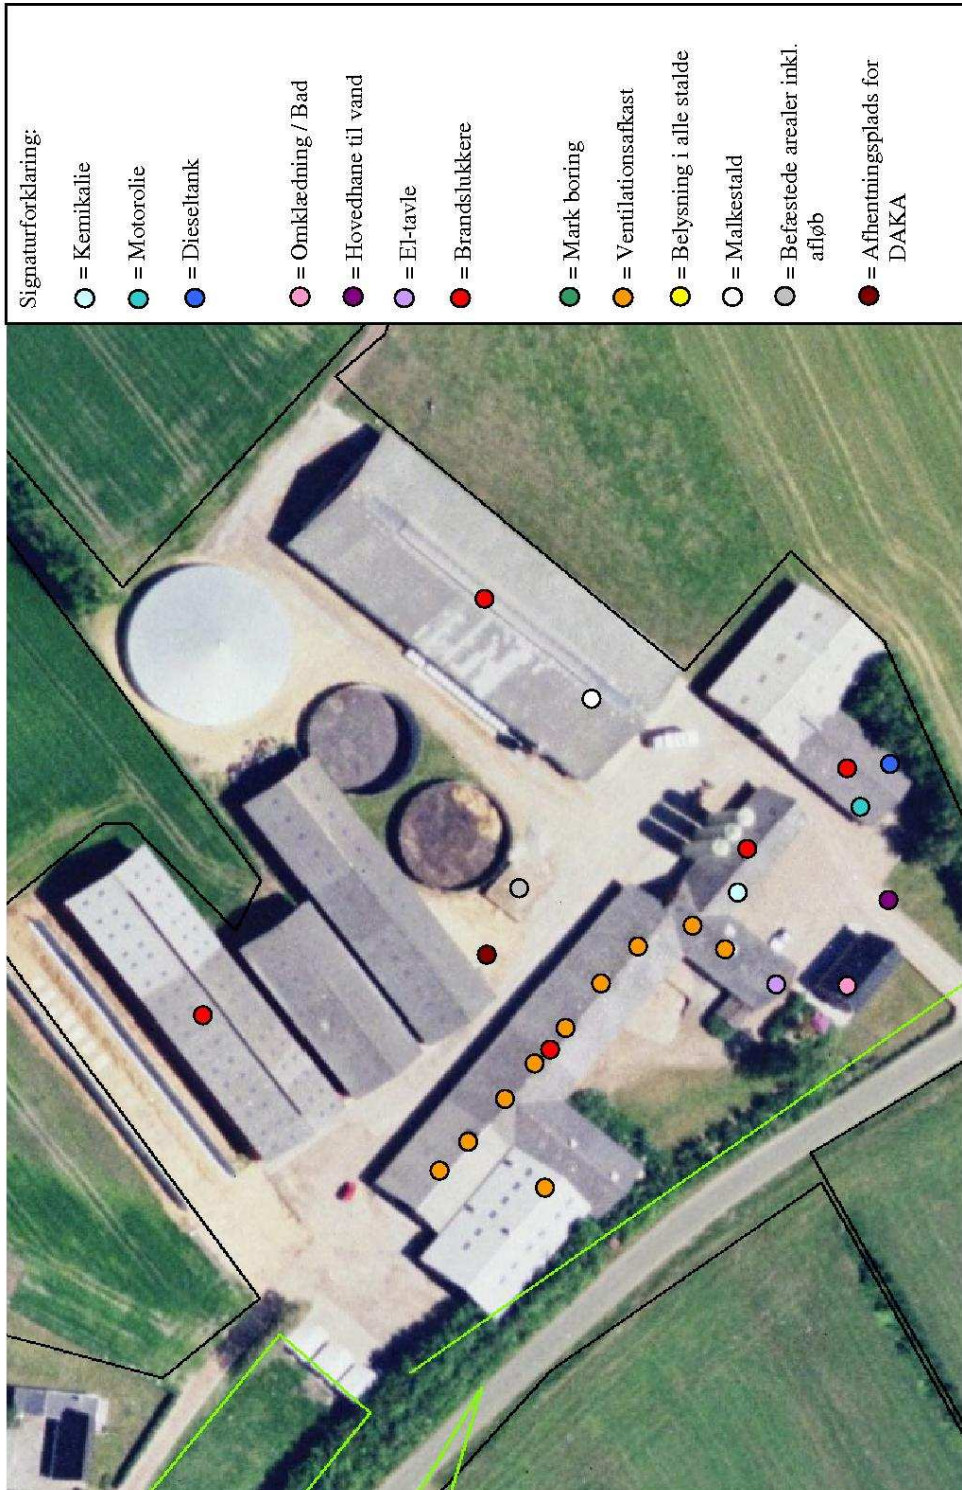 Signaturforklaring:
= Kemikalie
= Motorolie
= Dieseltank
= Omklædning / Bad
= Hovedhane til vand
= El-tavle
= Brandslukkere
= Mark boring
= Ventilationsafkast
= Belysning i alle stalde
= Malkestald
= Befæstede arealer inkl.
afløb
= Afhentningsplads for
DAKA